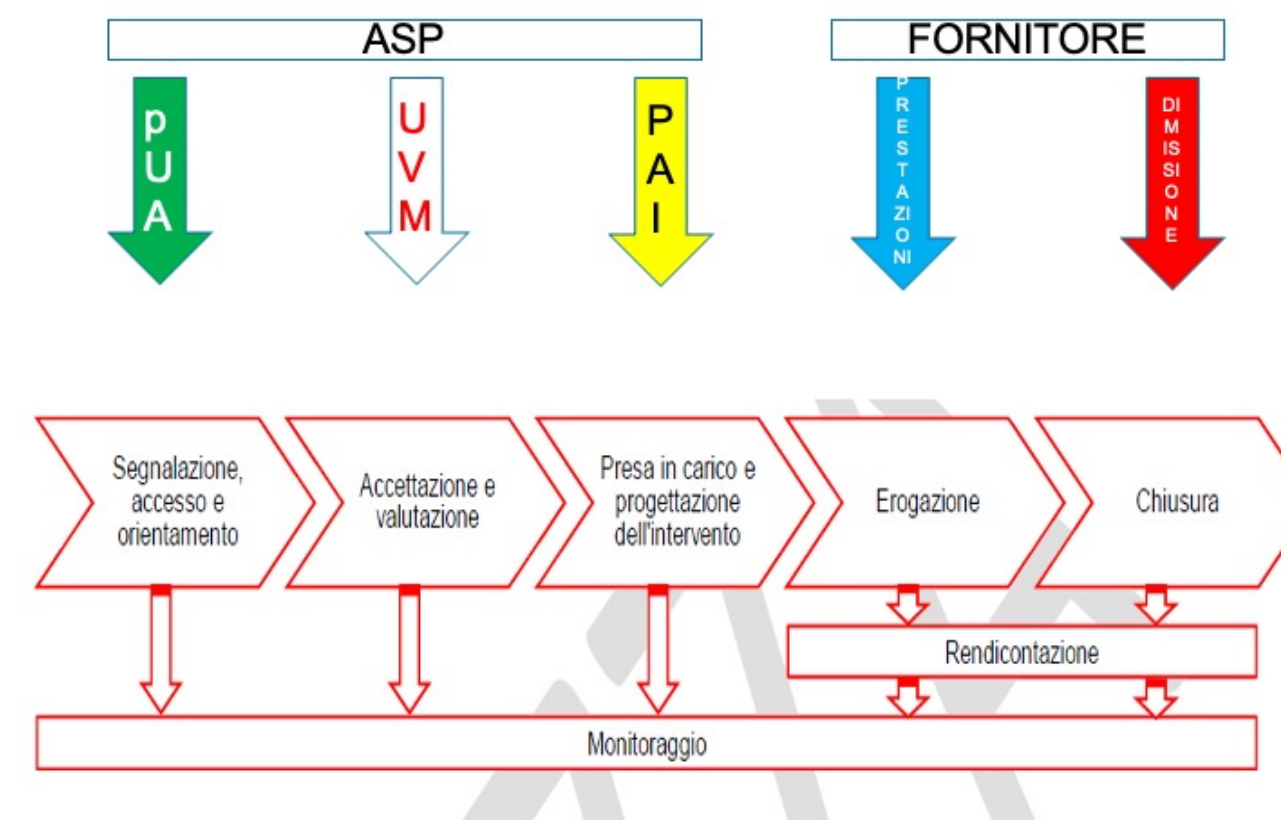 ASP
FORNITORE
pUA
UVM
PAI
PRESTAZIONI
DIMISSIONE
Segnalazione,
accesso e
orientamento
Accettazione e
valutazione
Presa in carico e
progettazione
dell'intervento
Erogazione
Chiusura
Rendicontazione
Monitoraggio